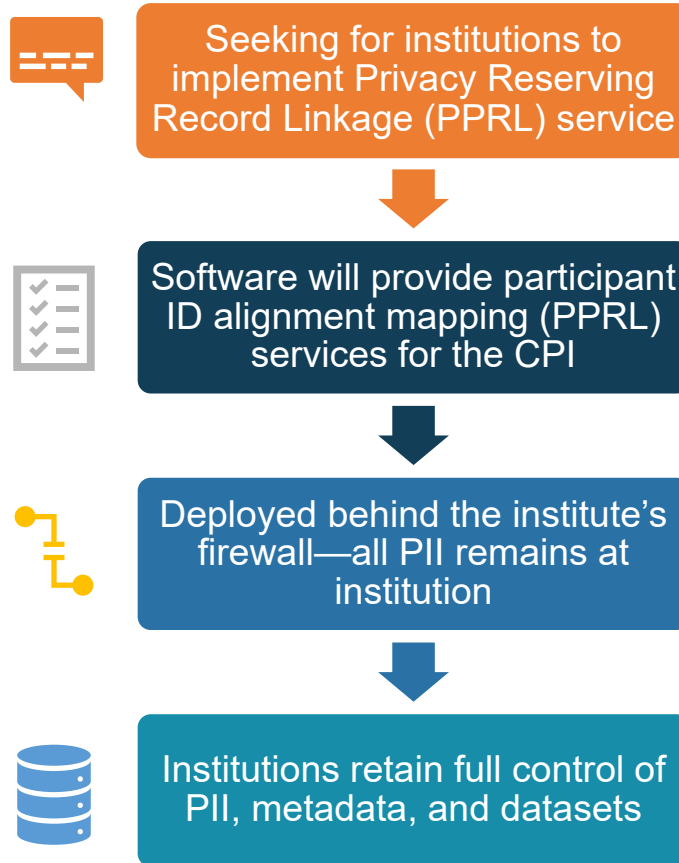 Seeking for institutions to
implement Privacy Reserving
Record Linkage (PPRL) service
Software will provide participant
ID alignment mapping (PPRL)
services for the CPI
Deployed behind the institute’s
firewall—all PII remains at
institution
Institutions retain full control of
PII, metadata, and datasets